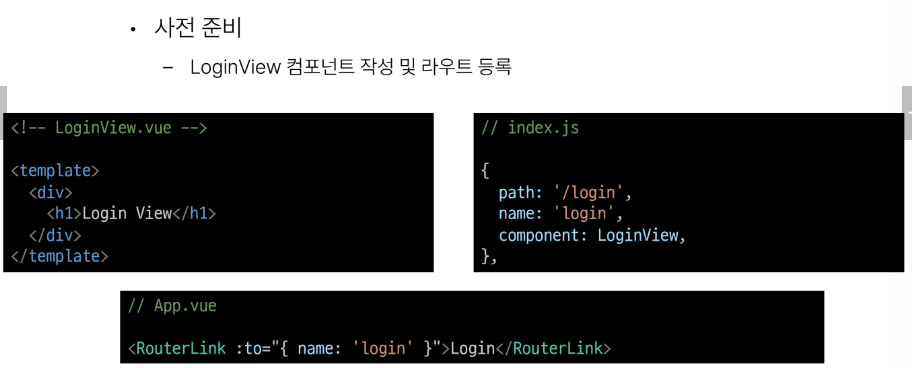 • 사전 준비
– LoginView 컴포넌트 작성 및 라우트 등록
<!-- LoginView.vue -->
<template>
<div>
<h1>Login View</h1>
</div>
</template>
// index.js
{
path: '/login',
name: 'login',
component: LoginView,
},
// App.vue
<RouterLink :to="{ name: 'login' }">Login</RouterLink>